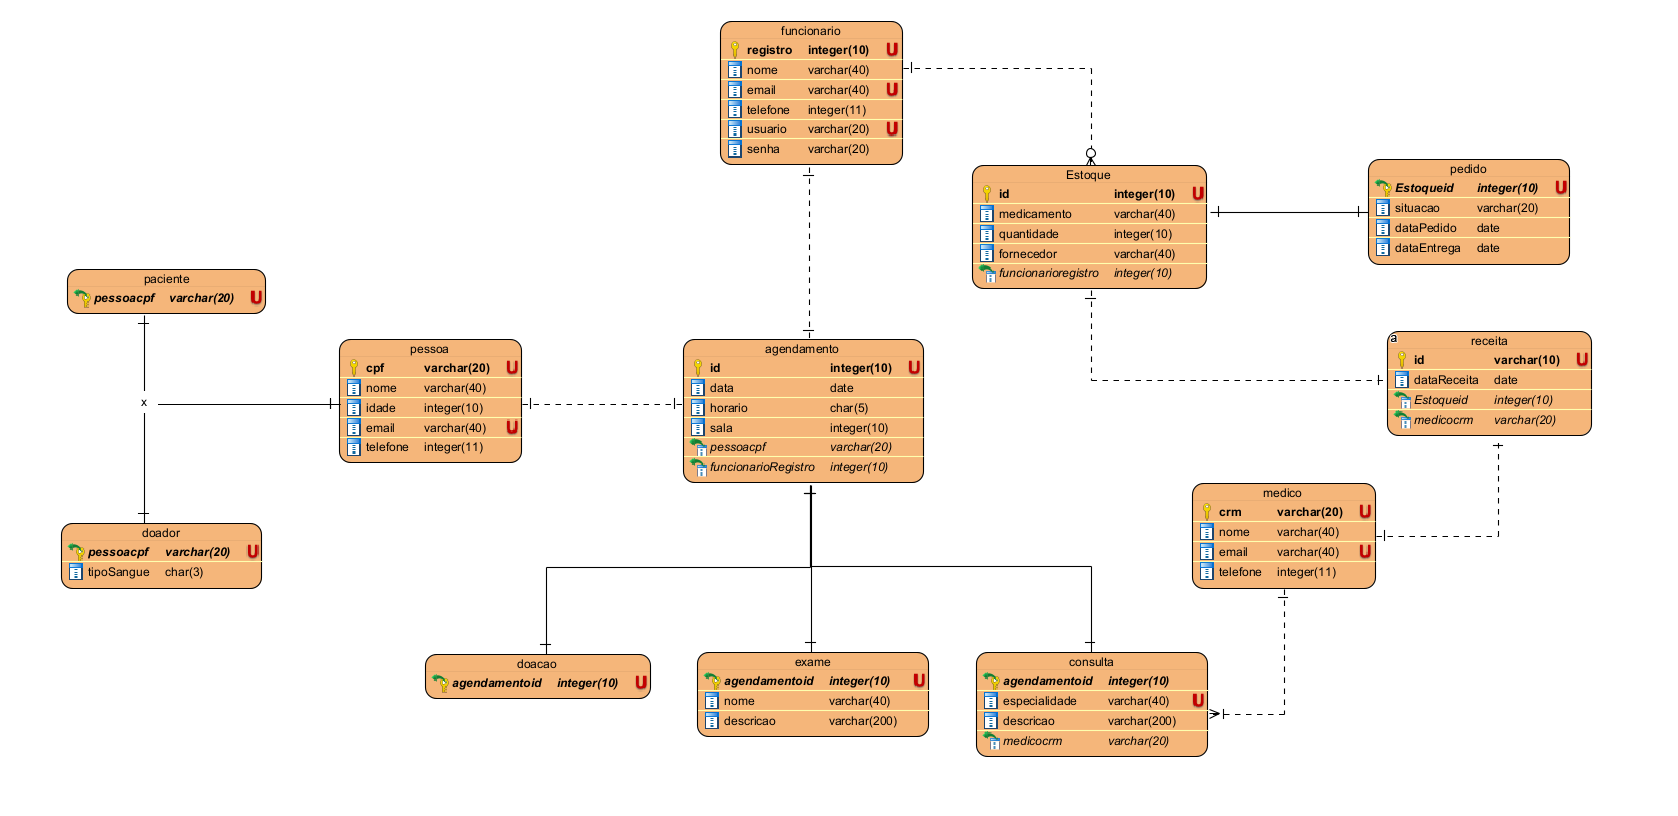 funcionario
registro integer(10) U
nome varchar(40)
email varchar(40) U
telefone integer(11)
usuario varchar(20) U
senha varchar(20)
Estoque
id integer(10) U
medicamento varchar(40)
quantidade integer(10)
fornecedor varchar(40)
funcionarioregistro integer(10)
pedido
Estoqueid integer(10) U
situacao varchar(20)
dataPedido date
dataEntrega date
paciente
pessoacpf varchar(20) U
x
pessoa
cpf varchar(20) U
nome varchar(40)
idade integer(10)
email varchar(40) U
telefone integer(11)
agendamento
id integer(10) U
data date
horario char(5)
sala integer(10)
pessoacpf varchar(20)
funcionarioRegistro integer(10)
a
receita
id varchar(10) U
dataReceita date
Estoqueid integer(10)
medicocrm varchar(20)
doador
pessoacpf varchar(20) U
tipoSangue char(3)
medico
crm varchar(20) U
nome varchar(40)
email varchar(40) U
telefone integer(11)
doacao
agendamentoid integer(10) U
exame
agendamentoid integer(10) U
nome varchar(40)
descricao varchar(200)
consulta
agendamentoid integer(10)
especialidade varchar(40) U
descricao varchar(200)
medicocrm varchar(20)